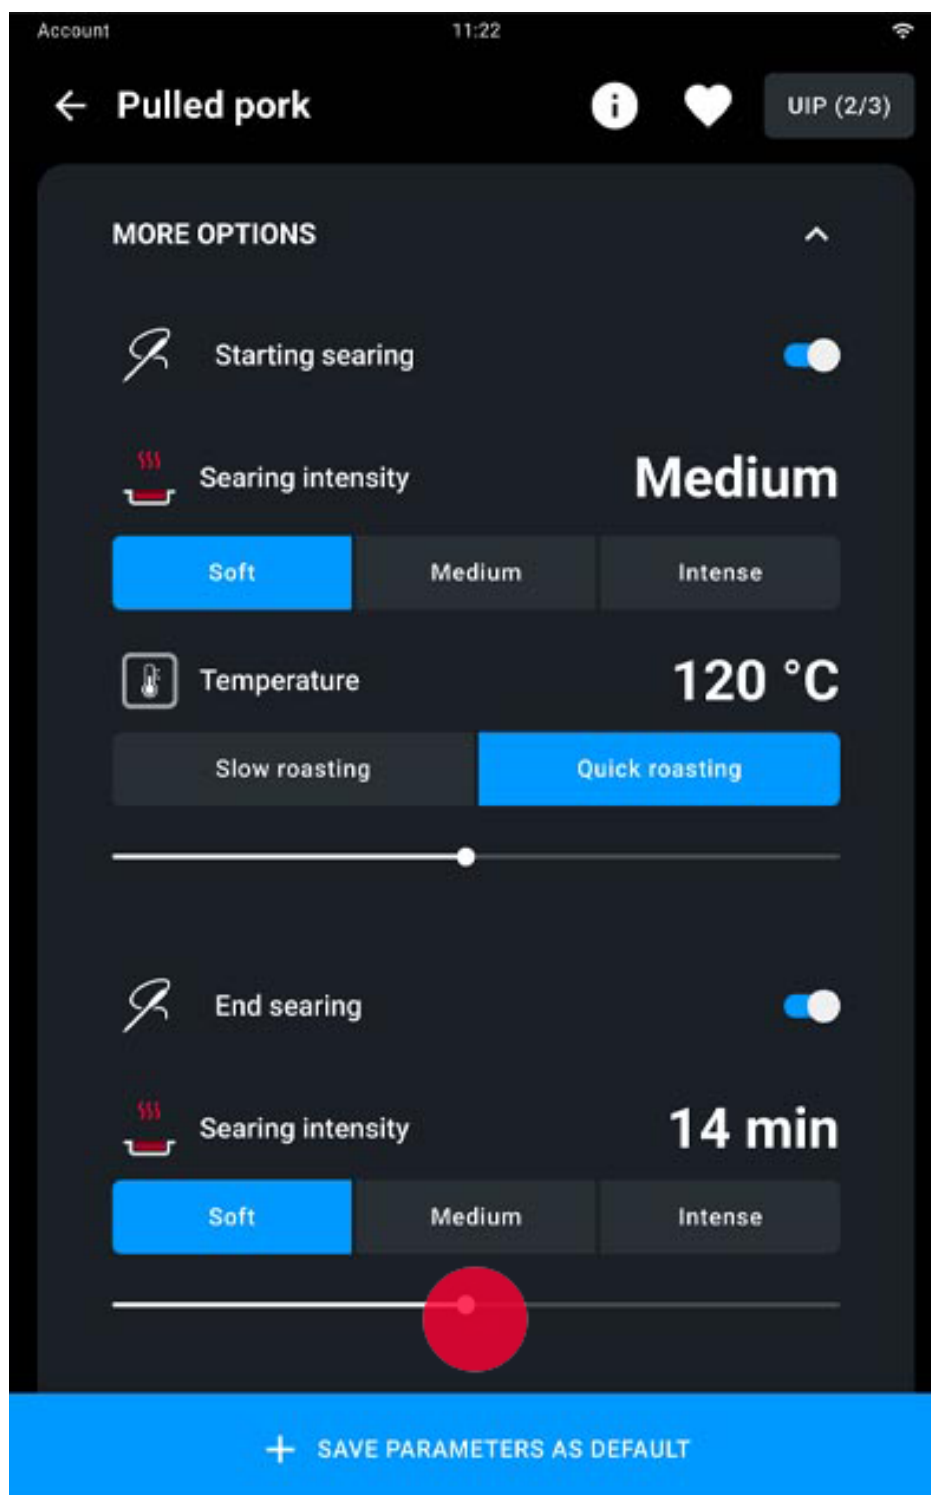 Account 11:22
Pulled pork i UIP (2/3)
MORE OPTIONS
Starting searing
Searing intensity Medium
Soft Medium Intense
Temperature 120 °C
Slow roasting Quick roasting
End searing
Searing intensity 14 min
Soft Medium Intense
+ SAVE PARAMETERS AS DEFAULT